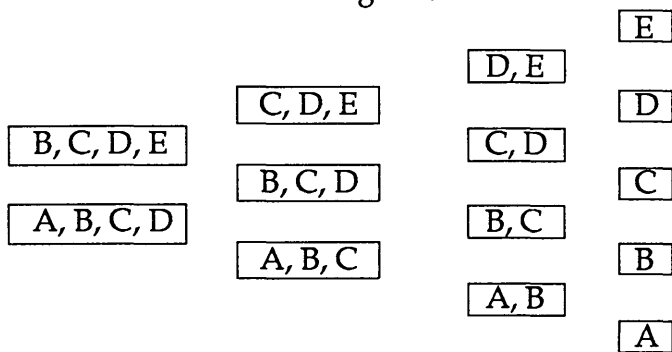 E
D, E
C, D, E
D
B, C, D, E
C, D
B, C, D
C
A, B, C, D
B, C
A, B, C
B
A, B
A